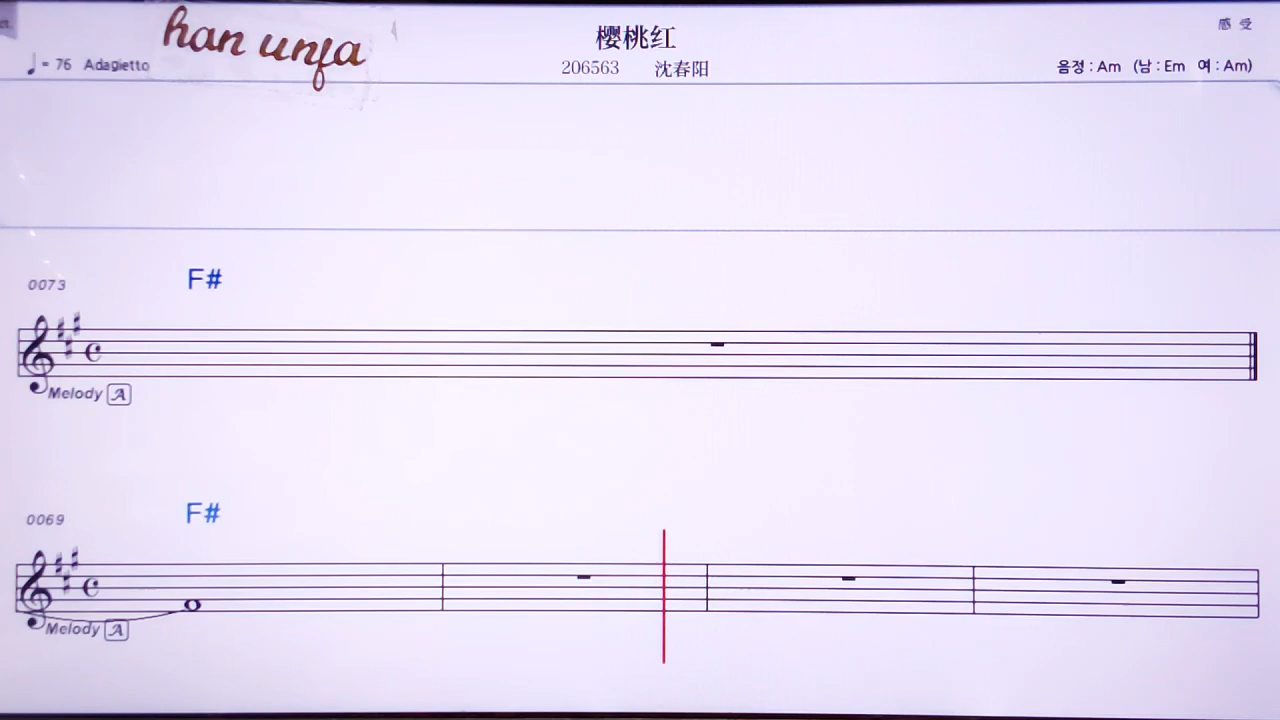 han unfa
樱桃红
感受
♩= 76 Adagietto
206563 沈春阳
음정 : Am (남 : Em 여 : Am)
0073 F#
Melody A
0069 F#
Melody A